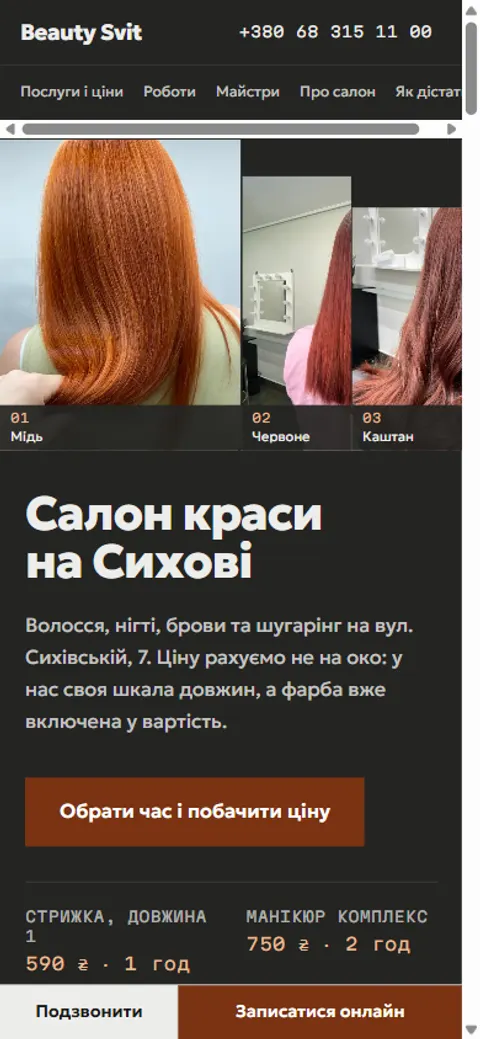 Beauty Svit
+380 68 315 11 00
Послуги і ціни Роботи Майстри Про салон Як дістат
01
Мідь
02
Червоне
03
Каштан
Салон краси
на Сихові
Волосся, нігті, брови та шугарінг на вул.
Сихівській, 7. Ціну рахуємо не на око: у
нас своя шкала довжин, а фарба вже
включена у вартість.
Обрати час і побачити ціну
СТРИЖКА, ДОВЖИНА
1
590 ₴ · 1 год
МАНІКЮР КОМПЛЕКС
750 ₴ · 2 год
Подзвонити
Записатися онлайн